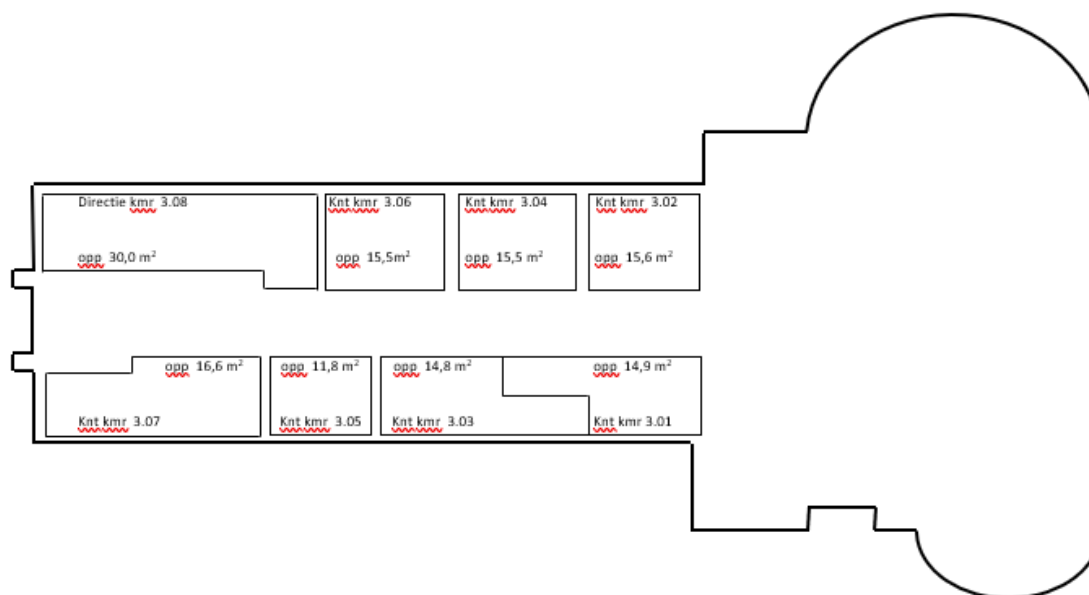 Directie kmr 3.08
opp 30,0 m²
Knt kmr 3.06
opp 15,5m²
Knt kmr 3.04
opp 15,5 m²
Knt kmr 3.02
opp 15,6 m²
opp 16,6 m²
Knt kmr 3.07
opp 11,8 m²
Knt kmr 3.05
opp 14,8 m²
Knt kmr 3.03
opp 14,9 m²
Knt kmr 3.01